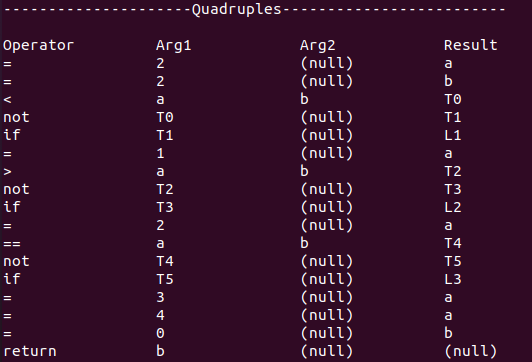 ---------------------Quadruples-------------------------
Operator Arg1 Arg2 Result
= 2 (null) a
= 2 (null) b
< a b T0
not T0 (null) T1
if T1 (null) L1
= 1 (null) a
> a b T2
not T2 (null) T3
if T3 (null) L2
= 2 (null) a
== a b T4
not T4 (null) T5
if T5 (null) L3
= 3 (null) a
= 4 (null) a
= 0 (null) b
return b (null) (null)